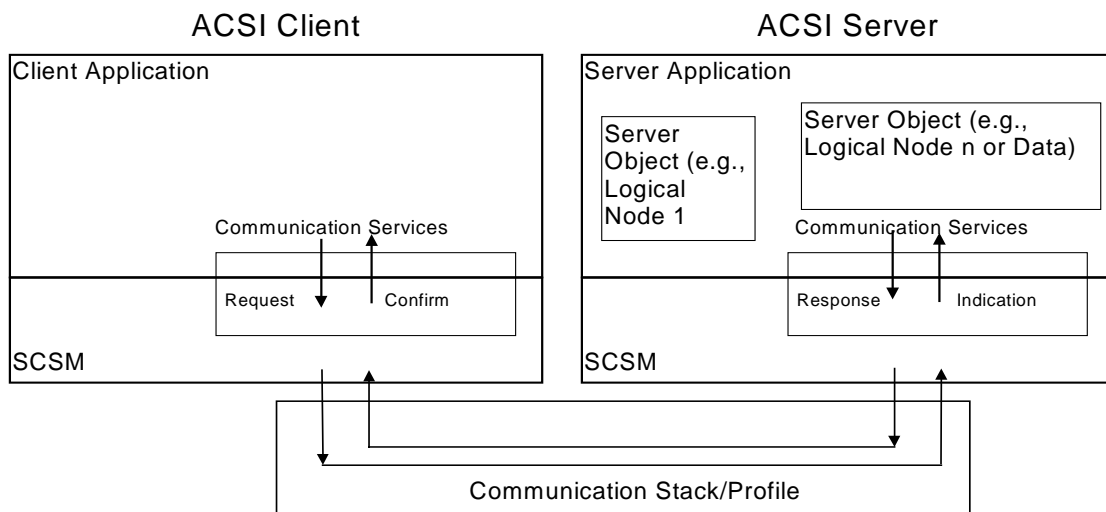 ACSI Client
ACSI Server
Client Application
Server Application
Server
Object (e.g.,
Logical
Node 1
Server Object (e.g.,
Logical Node n or Data)
Communication Services
Communication Services
Request
Confirm
Response
Indication
SCSM
SCSM
Communication Stack/Profile